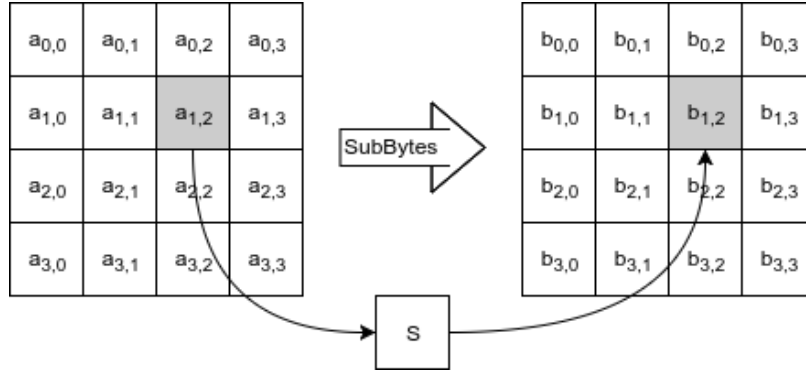 a0,0 a0,1 a0,2 a0,3 b0,0 b0,1 b0,2 b0,3
a1,0 a1,1 a1,2 a1,3 SubBytes b1,0 b1,1 b1,2 b1,3
a2,0 a2,1 a2,2 a2,3 b2,0 b2,1 b2,2 b2,3
a3,0 a3,1 a3,2 a3,3 b3,0 b3,1 b3,2 b3,3
S